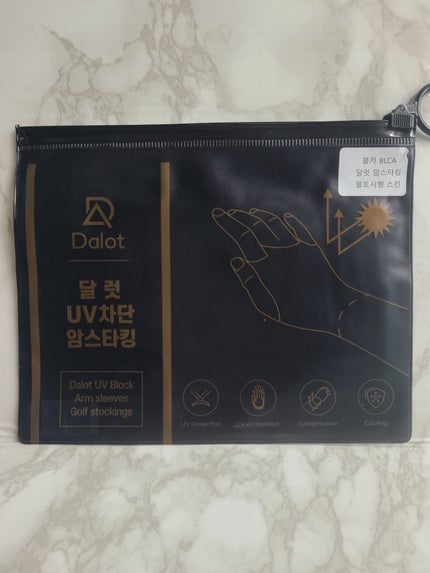 볼카 BLCA
달럿 암스타킹
팔토시형 스킨
Dalot
달럿
UV차단
암스타킹
Dalot UV Block
Arm sleeves
Golf stockings
UV Protection
Open-handed
Compression
Cooling